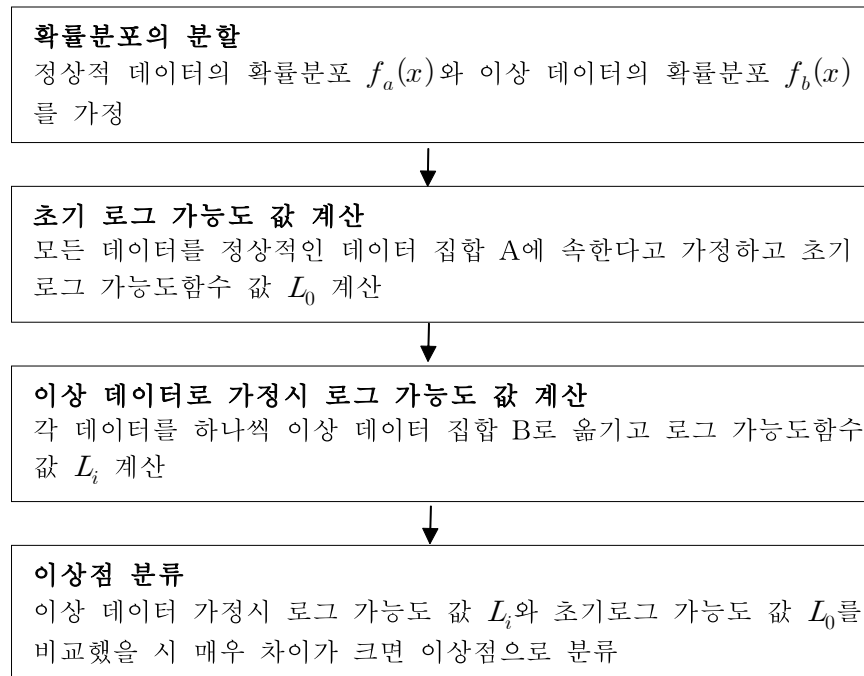 확률분포의 분할
정상적 데이터의 확률분포 f_a(x)와 이상 데이터의 확률분포 f_b(x)
를 가정
초기 로그 가능도 값 계산
모든 데이터를 정상적인 데이터 집합 A에 속한다고 가정하고 초기
로그 가능도함수 값 L_0 계산
이상 데이터로 가정시 로그 가능도 값 계산
각 데이터를 하나씩 이상 데이터 집합 B로 옮기고 로그 가능도함수
값 L_i 계산
이상점 분류
이상 데이터 가정시 로그 가능도 값 L_i와 초기로그 가능도 값 L_0를
비교했을 시 매우 차이가 크면 이상점으로 분류